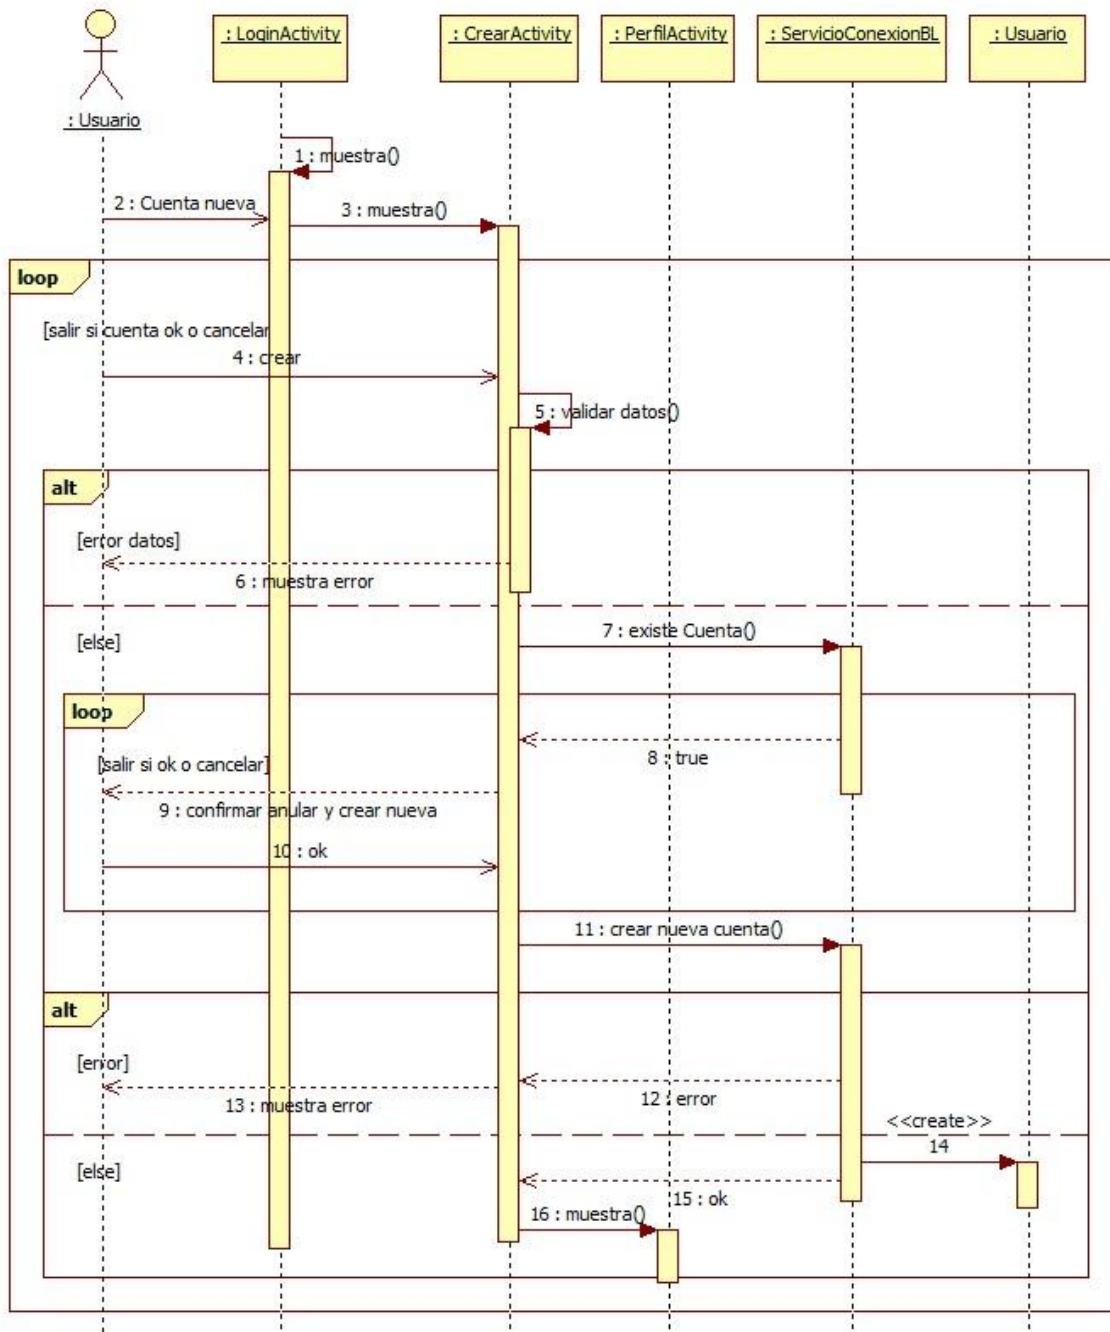 : LoginActivity
: CrearActivity
: PerfilActivity
: ServicioConexionBL
: Usuario
: Usuario
1 : muestra()
2 : Cuenta nueva
3 : muestra()
loop
[salir si cuenta ok o cancelar
4 : crear
5 : validar datos()
alt
[error datos]
6 : muestra error
7 : existe Cuenta()
[else]
loop
8 : true
[salir si ok o cancelar]
9 : confirmar anular y crear nueva
10 : ok
11 : crear nueva cuenta()
alt
[error]
12 : error
13 : muestra error
<<create>>
14
[else]
15 : ok
16 : muestra()